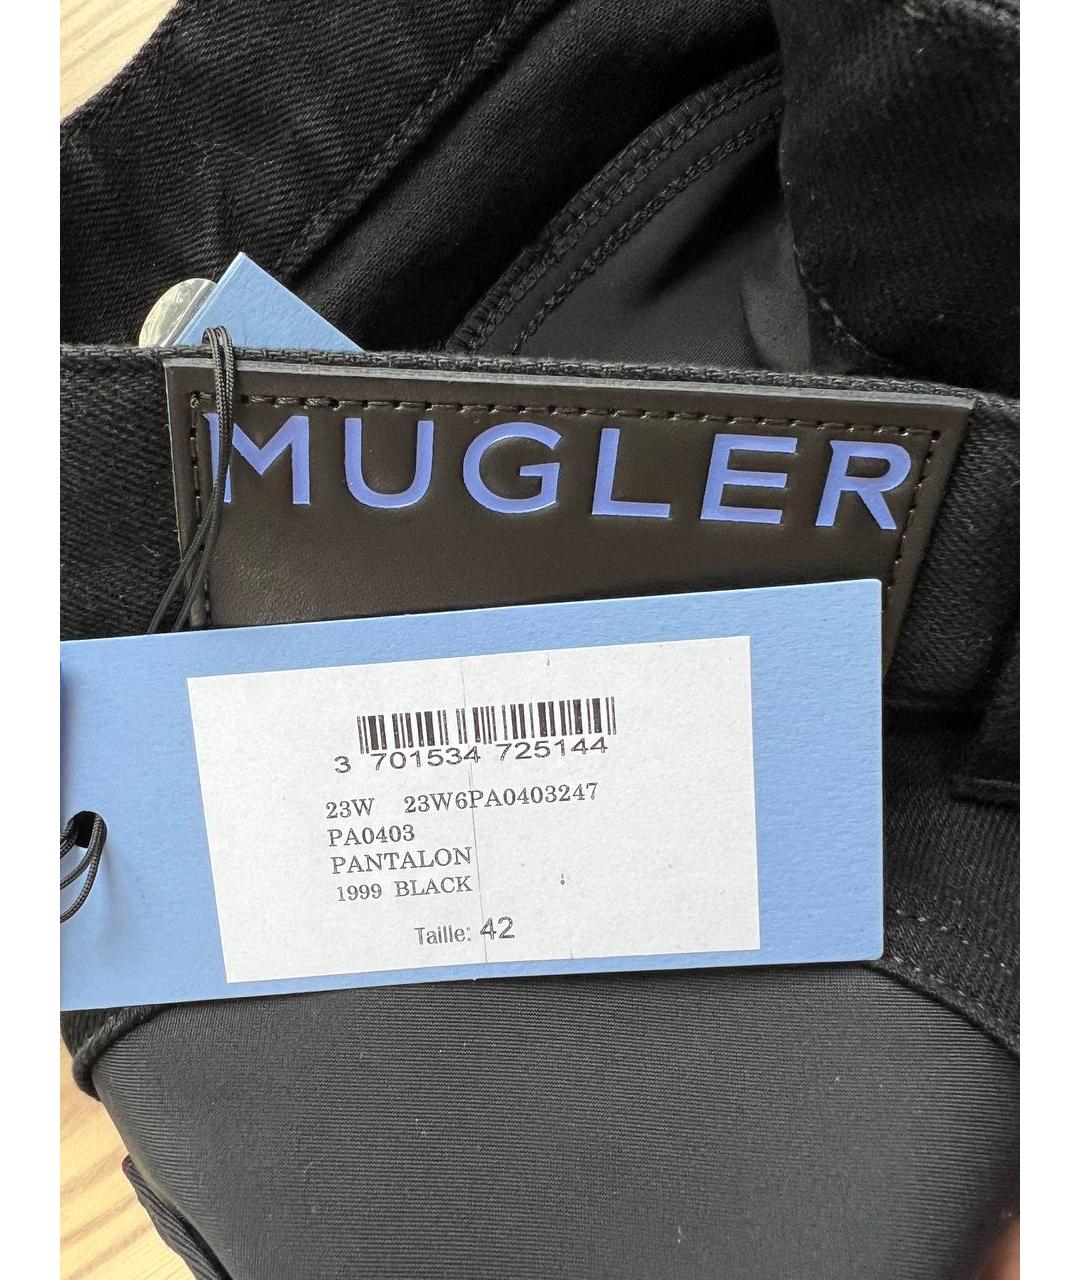 MUGLER
3 701534 725144
23W 23W6PA0403247
PA0403
PANTALON
1999 BLACK
Taille: 42